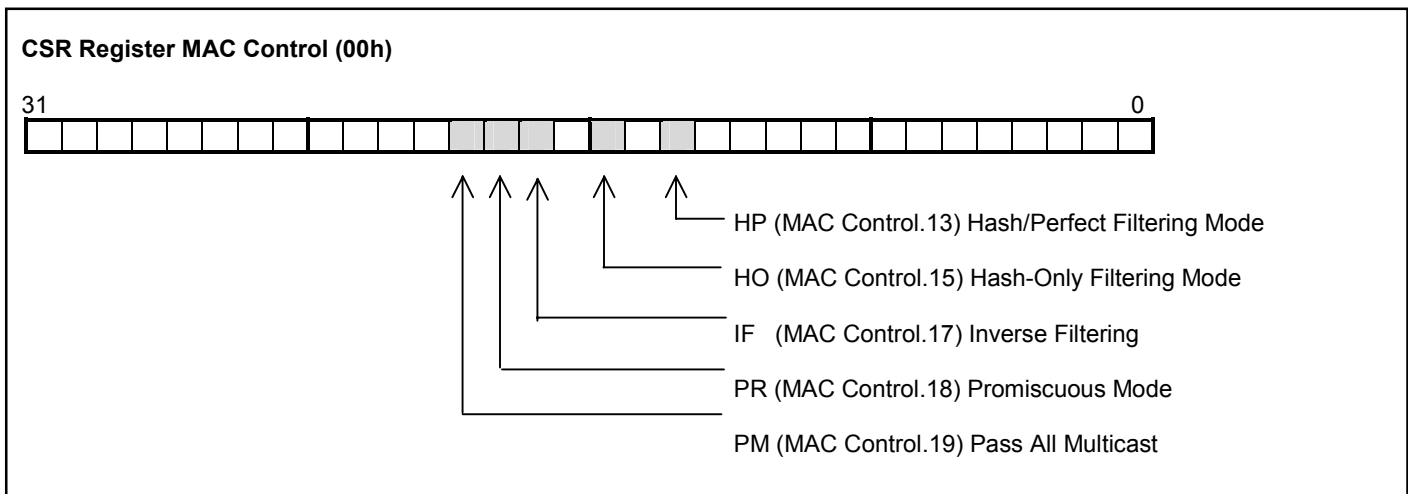 CSR Register MAC Control (00h)
31 0
HP (MAC Control.13) Hash/Perfect Filtering Mode
HO (MAC Control.15) Hash-Only Filtering Mode
IF (MAC Control.17) Inverse Filtering
PR (MAC Control.18) Promiscuous Mode
PM (MAC Control.19) Pass All Multicast